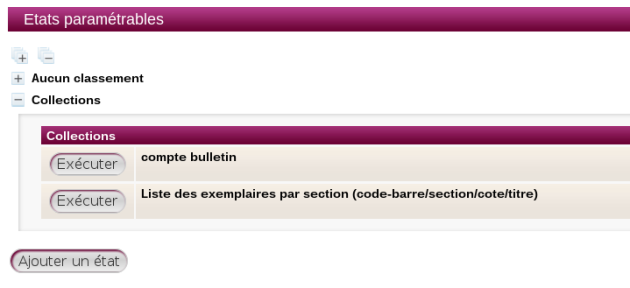 Etats paramétrables
Aucun classement
Collections
Collections
Exécuter compte bulletin
Exécuter Liste des exemplaires par section (code-barre/section/cote/titre)
Ajouter un état